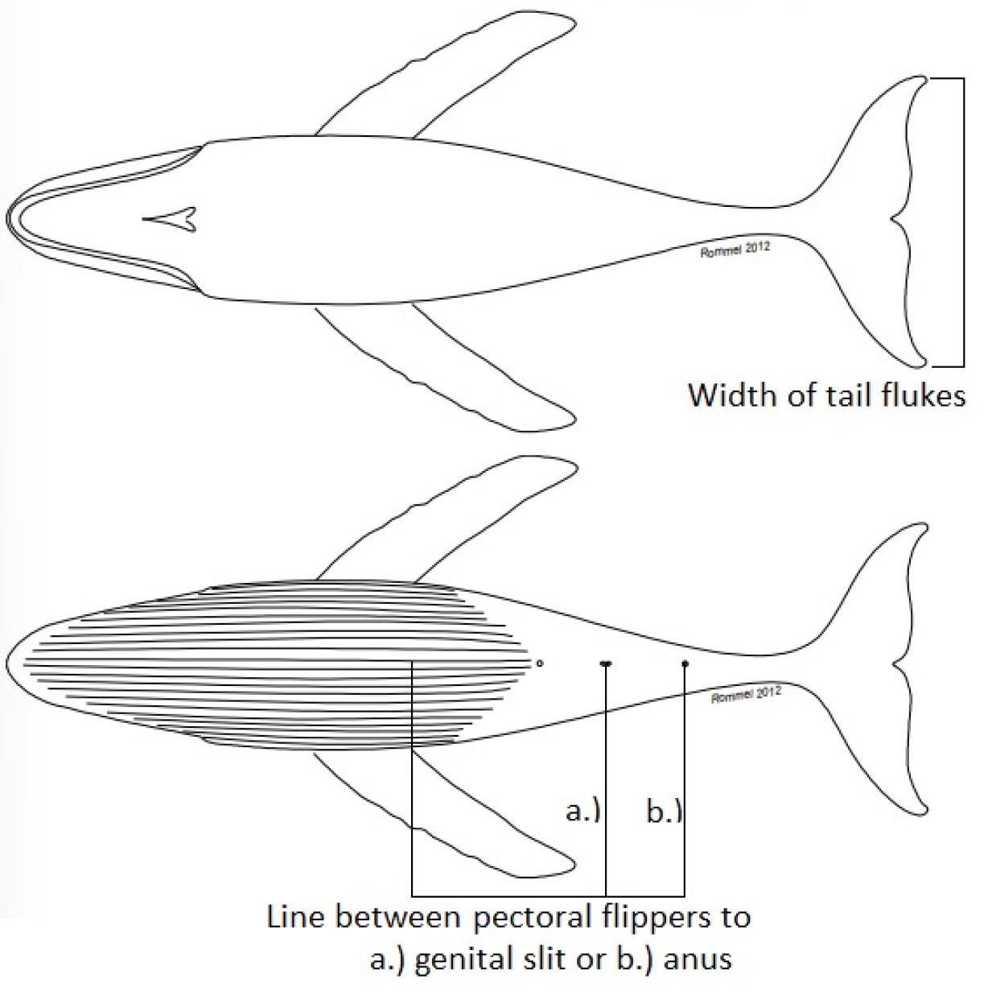 Rommel 2012
Width of tail flukes
Rommel 2012
a.) b.)
Line between pectoral flippers to
a.) genital slit or b.) anus